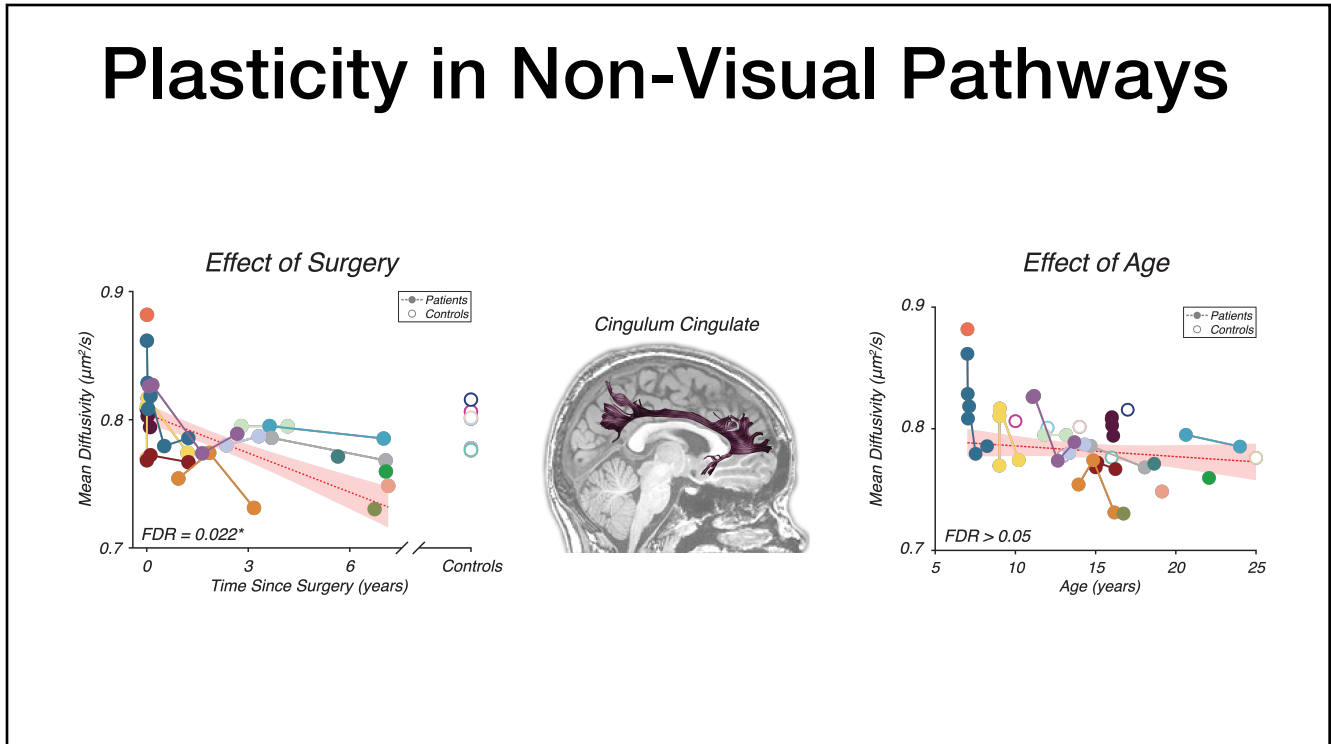 Plasticity in Non-Visual Pathways
Effect of Surgery
0.9
0.8
0.7
Mean Diffusivity (µm²/s)
Patients
Controls
FDR = 0.022*
0
3
6
Controls
Time Since Surgery (years)
Cingulum Cingulate
Effect of Age
0.9
0.8
0.7
Mean Diffusivity (µm²/s)
Patients
Controls
FDR > 0.05
5
10
15
20
25
Age (years)